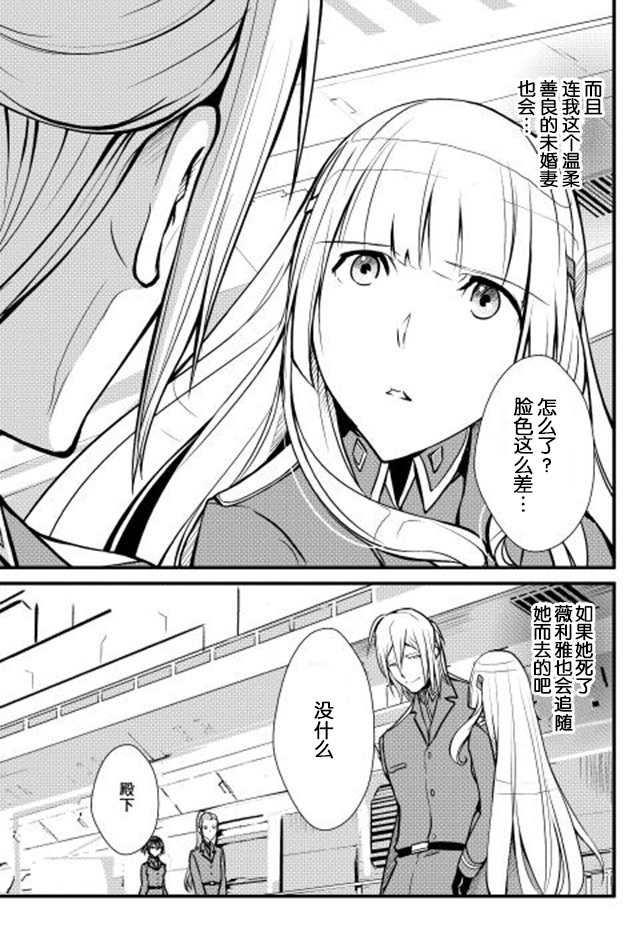 而且
连我这个温柔
善良的未婚妻
也会…
怎么了?
脸色这么差…
如果她死了
薇利雅也会追随
她而去的吧
没什么
殿下